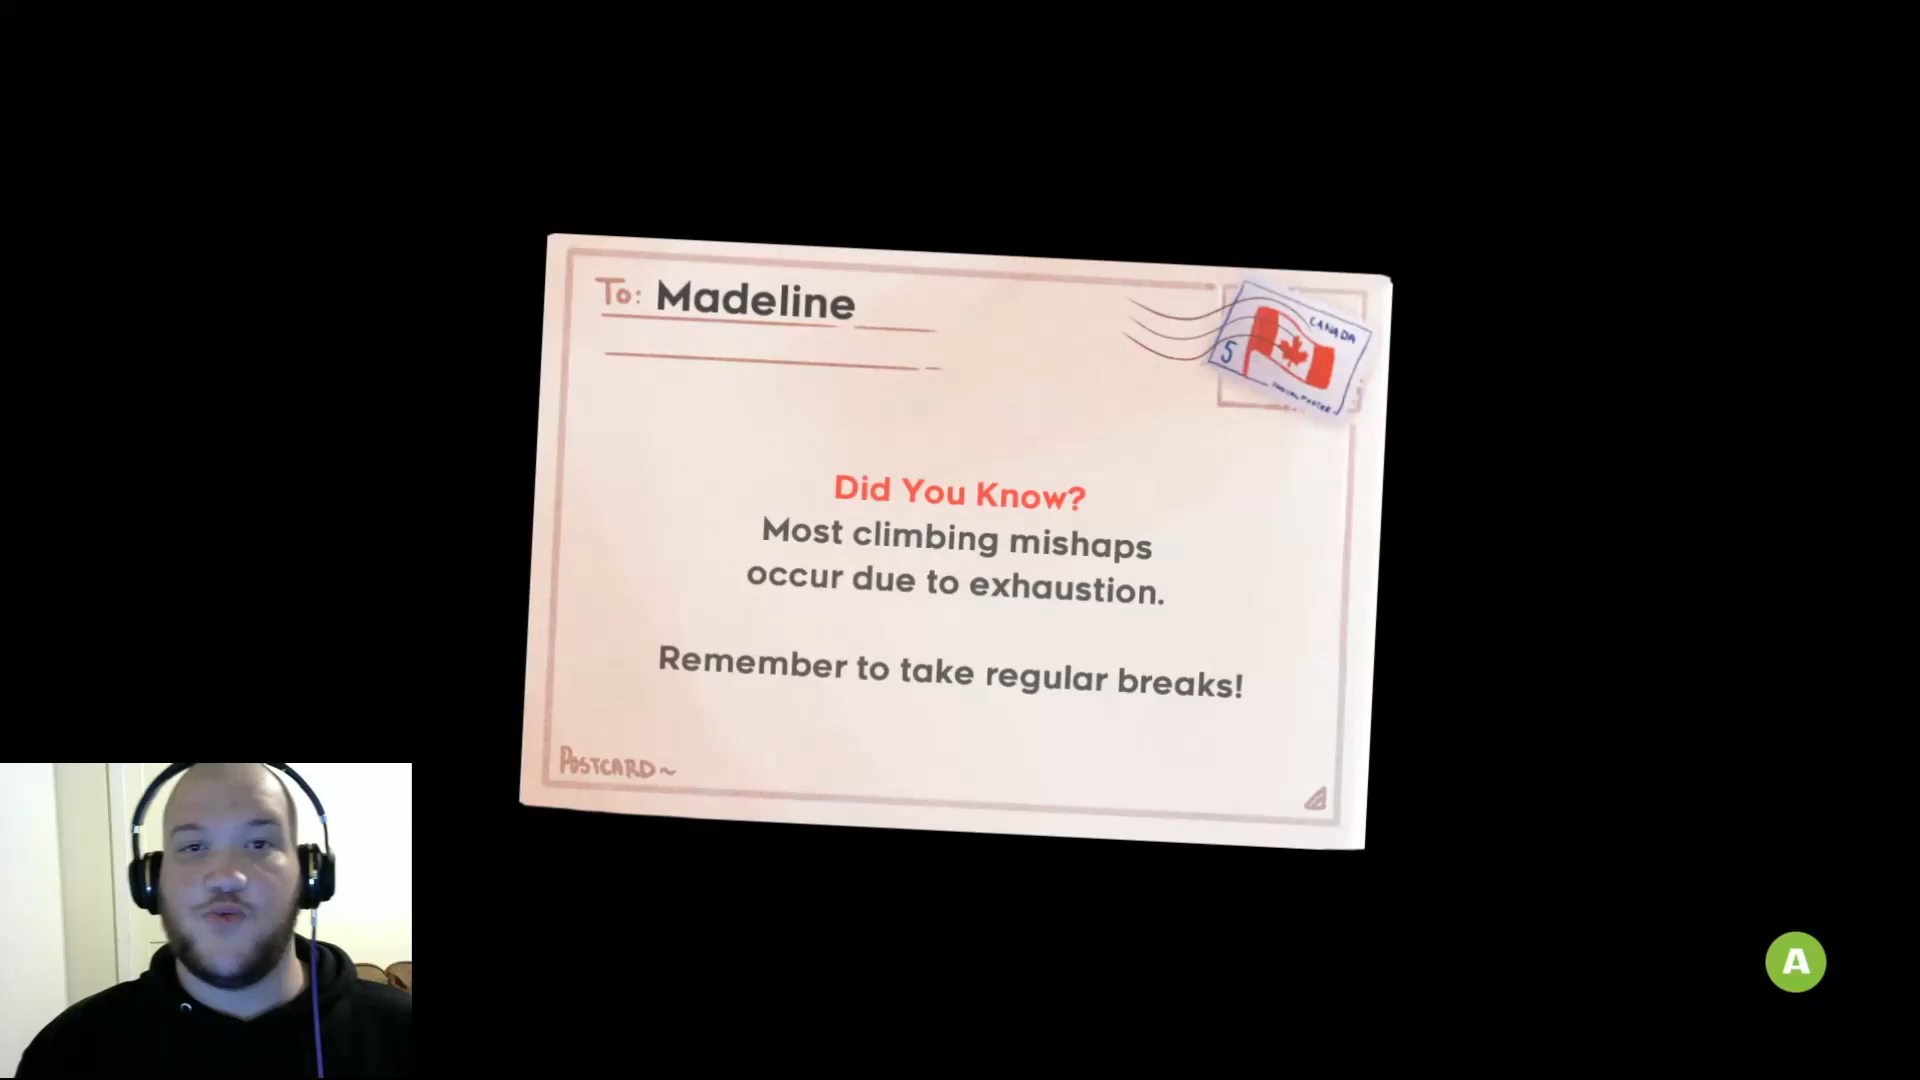 To: Madeline
CANADA
5
Did You Know?
Most climbing mishaps
occur due to exhaustion.
Remember to take regular breaks!
POSTCARD~
A